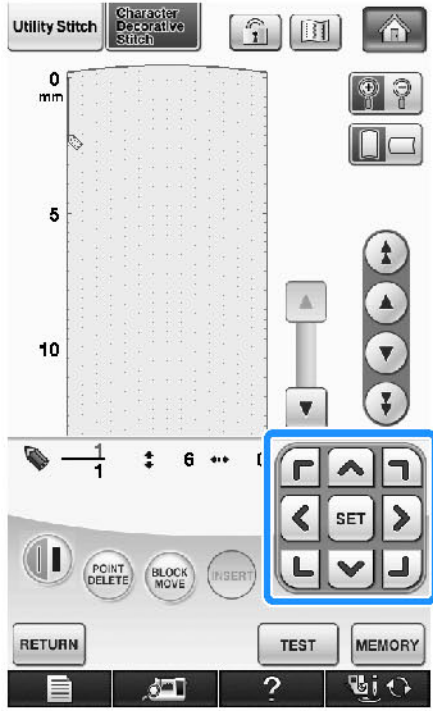 Utility Stitch
Character
Decorative
Stitch
0
mm
5
10
1
1
6
SET
POINT
DELETE
BLOCK
MOVE
INSERT
RETURN
TEST
MEMORY
?